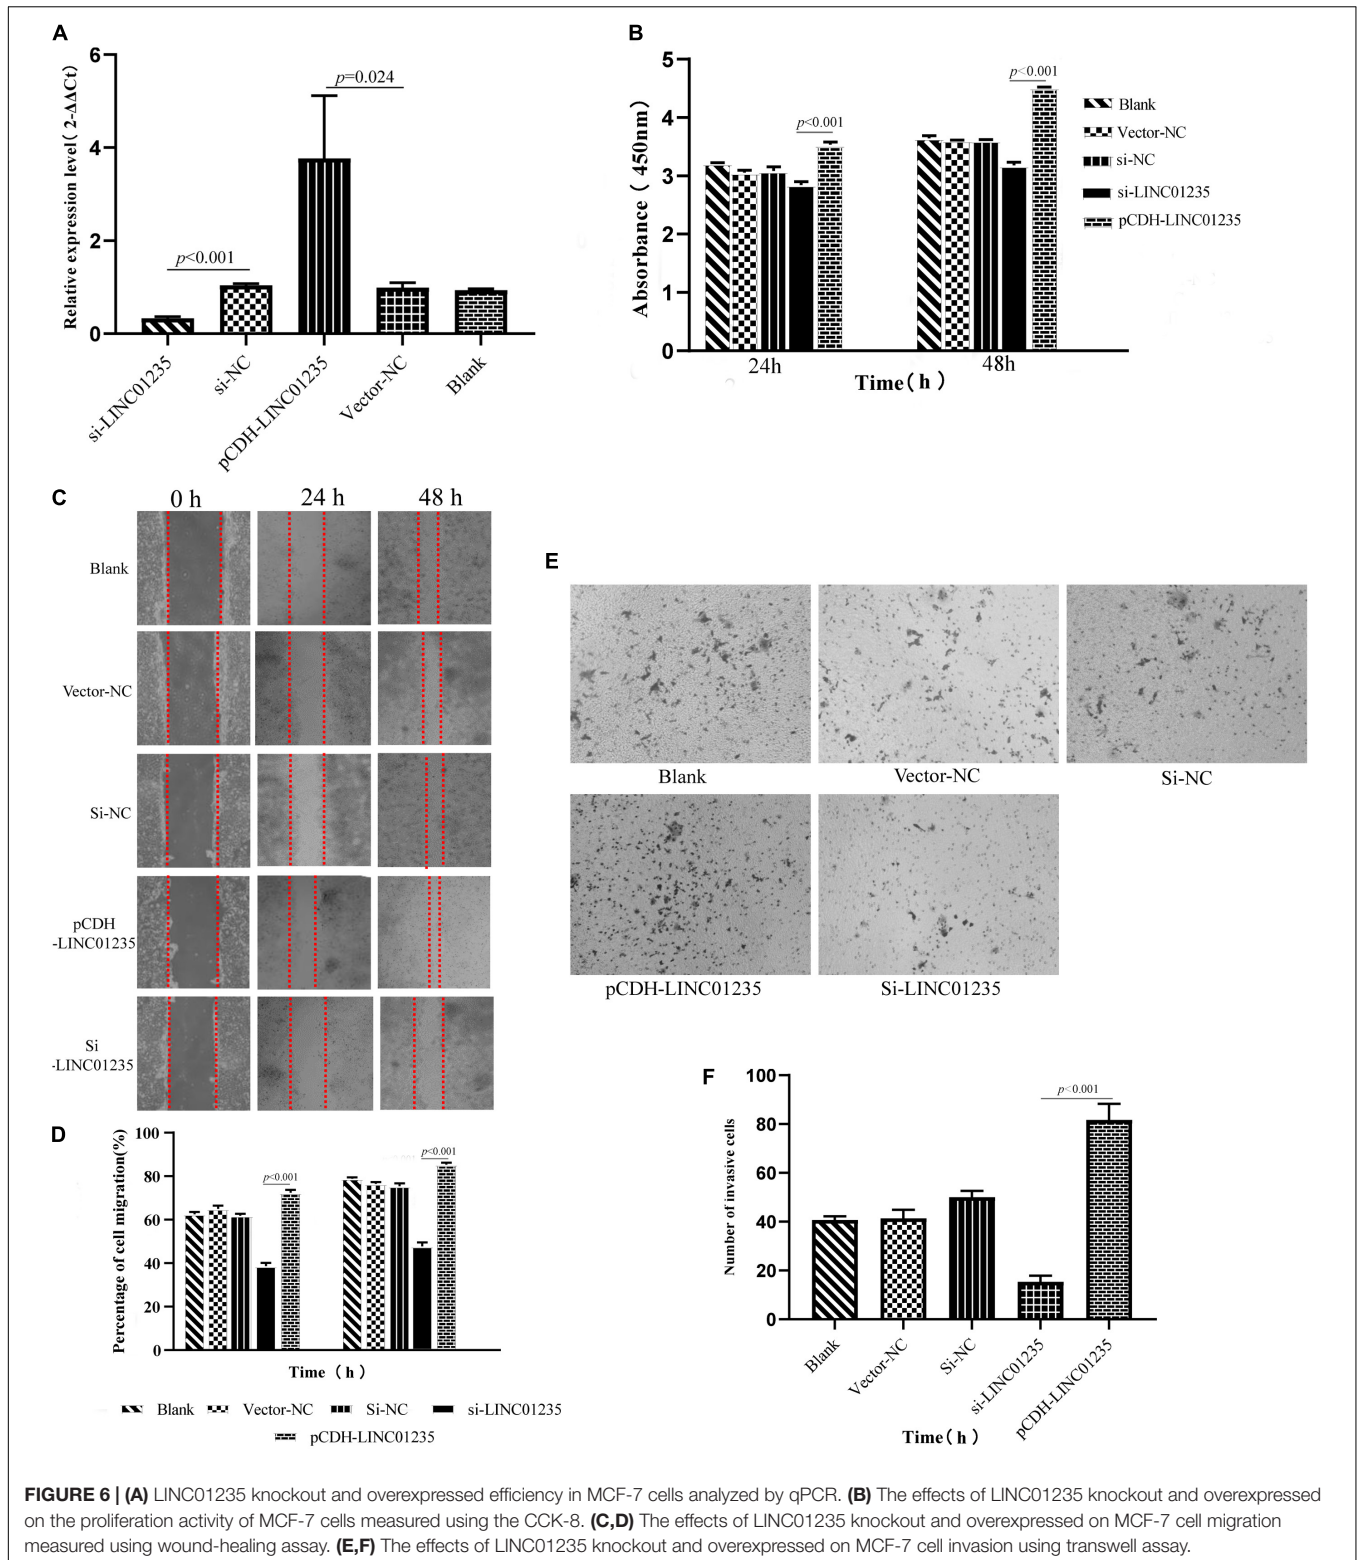 A
Relative expression level( 2-ΔΔCt)
6
4
2
0
p<0.001
p=0.024
si-LINC01235
si-NC
pCDH-LINC01235
Vector-NC
Blank
B
Absorbance ( 450nm)
5
4
3
2
1
0
p<0.001
p<0.001
24h
48h
Time( h )
Blank
Vector-NC
si-NC
si-LINC01235
pCDH-LINC01235
C
0 h
24 h
48 h
Blank
Vector-NC
Si-NC
pCDH
-LINC01235
Si
-LINC01235
D
Percentage of cell migration(%)
100
80
60
40
20
0
p<0.001
p<0.001
Time ( h )
Blank
Vector-NC
Si-NC
si-LINC01235
pCDH-LINC01235
E
Blank
Vector-NC
Si-NC
pCDH-LINC01235
Si-LINC01235
F
Number of invasive cells
100
80
60
40
20
0
p<0.001
Blank
Vector-NC
Si-NC
si-LINC01235
pCDH-LINC01235
Time( h )
FIGURE 6 | (A) LINC01235 knockout and overexpressed efficiency in MCF-7 cells analyzed by qPCR. (B) The effects of LINC01235 knockout and overexpressed
on the proliferation activity of MCF-7 cells measured using the CCK-8. (C,D) The effects of LINC01235 knockout and overexpressed on MCF-7 cell migration
measured using wound-healing assay. (E,F) The effects of LINC01235 knockout and overexpressed on MCF-7 cell invasion using transwell assay.